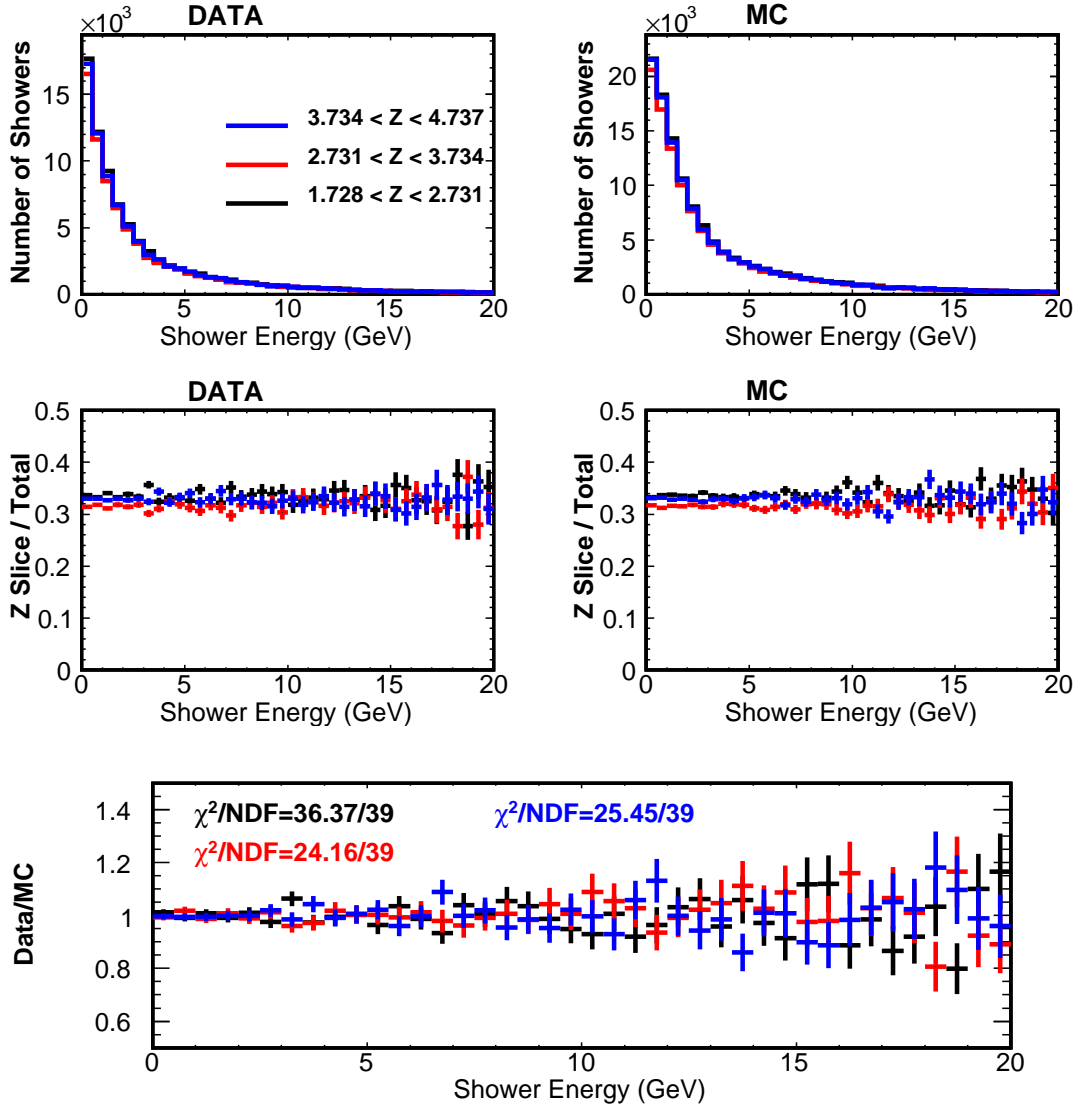 DATA
×10³
Number of Showers
15
10
5
0
3.734 < Z < 4.737
2.731 < Z < 3.734
1.728 < Z < 2.731
0 5 10 15 20
Shower Energy (GeV)
MC
×10³
Number of Showers
20
15
10
5
0
0 5 10 15 20
Shower Energy (GeV)
DATA
Z Slice / Total
0.5
0.4
0.3
0.2
0.1
0
0 5 10 15 20
Shower Energy (GeV)
MC
Z Slice / Total
0.5
0.4
0.3
0.2
0.1
0
0 5 10 15 20
Shower Energy (GeV)
Data/MC
1.4
1.2
1
0.8
0.6
χ²/NDF=36.37/39
χ²/NDF=25.45/39
χ²/NDF=24.16/39
0 5 10 15 20
Shower Energy (GeV)